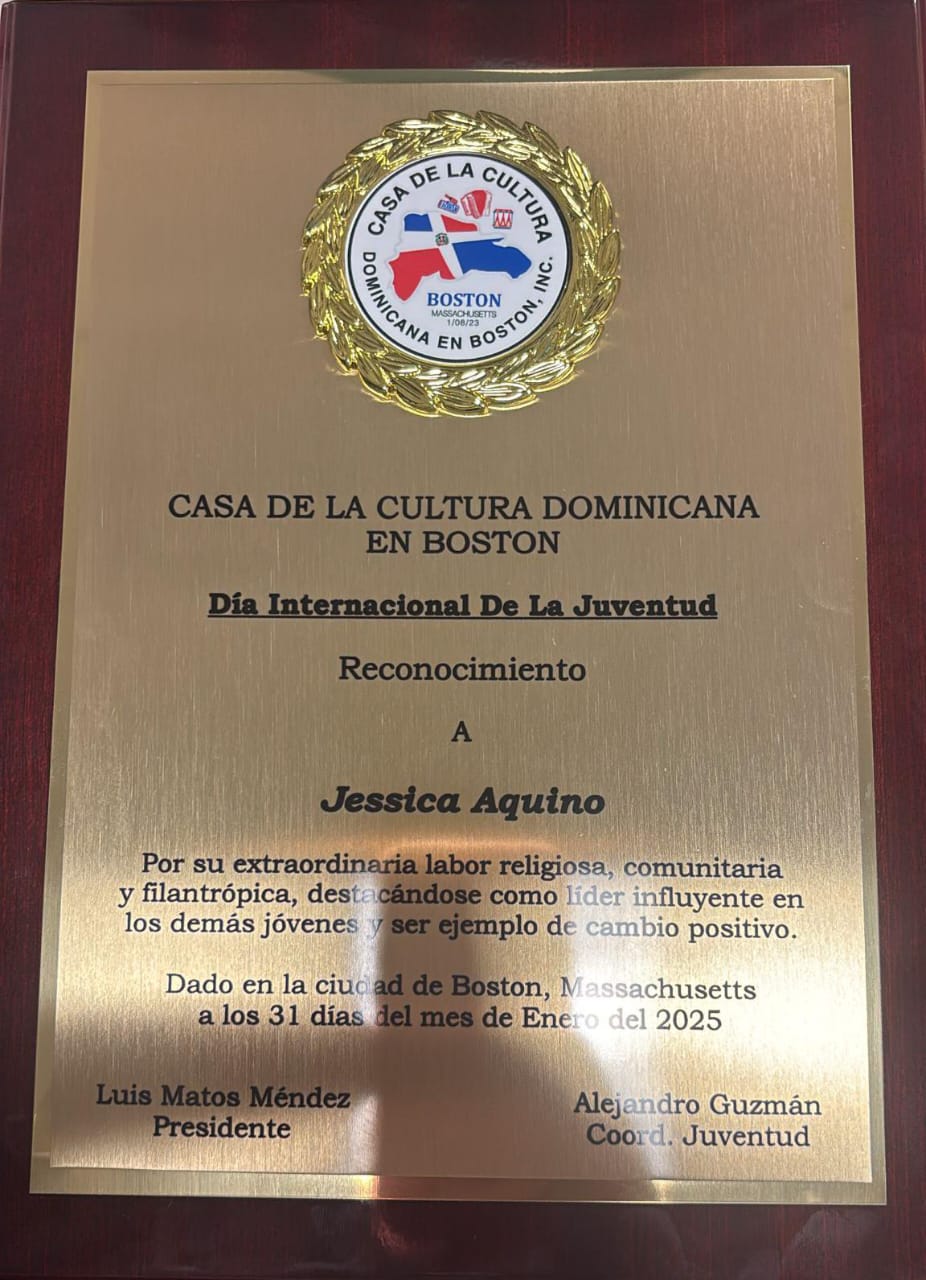 CASA DE LA CULTURA
DOMINICANA EN BOSTON, INC.
BOSTON
MASSACHUSETTS
1/08/23
CASA DE LA CULTURA DOMINICANA
EN BOSTON
Día Internacional De La Juventud
Reconocimiento
A
Jessica Aquino
Por su extraordinaria labor religiosa, comunitaria
y filantrópica, destacándose como líder influyente en
los demás jóvenes y ser ejemplo de cambio positivo.
Dado en la ciudad de Boston, Massachusetts
a los 31 días del mes de Enero del 2025
Luis Matos Méndez
Presidente
Alejandro Guzmán
Coord. Juventud